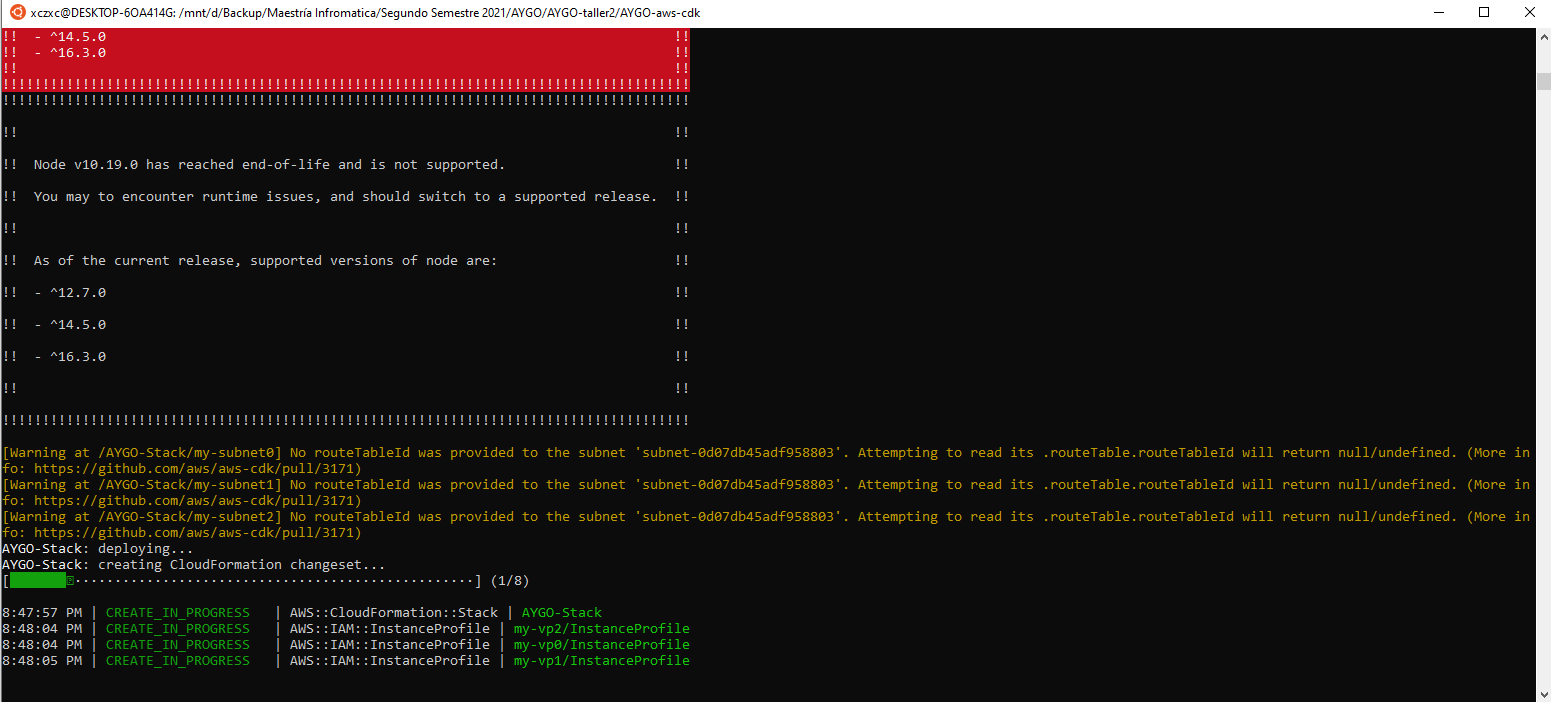 xczxc@DESKTOP-6OA414G: /mnt/d/Backup/Maestría Infromatica/Segundo Semestre 2021/AYGO/AYGO-taller2/AYGO-aws-cdk
!!  - ^14.5.0                                                                       !!
!!  - ^16.3.0                                                                       !!
!!                                                                                  !!
!!!!!!!!!!!!!!!!!!!!!!!!!!!!!!!!!!!!!!!!!!!!!!!!!!!!!!!!!!!!!!!!!!!!!!!!!!!!!!!!!!!!!!
!!!!!!!!!!!!!!!!!!!!!!!!!!!!!!!!!!!!!!!!!!!!!!!!!!!!!!!!!!!!!!!!!!!!!!!!!!!!!!!!!!!!!!
!!                                                                                  !!
!!  Node v10.19.0 has reached end-of-life and is not supported.                     !!
!!  You may to encounter runtime issues, and should switch to a supported release.  !!
!!                                                                                  !!
!!  As of the current release, supported versions of node are:                      !!
!!  - ^12.7.0                                                                       !!
!!  - ^14.5.0                                                                       !!
!!  - ^16.3.0                                                                       !!
!!                                                                                  !!
!!!!!!!!!!!!!!!!!!!!!!!!!!!!!!!!!!!!!!!!!!!!!!!!!!!!!!!!!!!!!!!!!!!!!!!!!!!!!!!!!!!!!!
[Warning at /AYGO-Stack/my-subnet0] No routeTableId was provided to the subnet 'subnet-0d07db45adf958803'. Attempting to read its .routeTable.routeTableId will return null/undefined. (More in
fo: https://github.com/aws/aws-cdk/pull/3171)
[Warning at /AYGO-Stack/my-subnet1] No routeTableId was provided to the subnet 'subnet-0d07db45adf958803'. Attempting to read its .routeTable.routeTableId will return null/undefined. (More in
fo: https://github.com/aws/aws-cdk/pull/3171)
[Warning at /AYGO-Stack/my-subnet2] No routeTableId was provided to the subnet 'subnet-0d07db45adf958803'. Attempting to read its .routeTable.routeTableId will return null/undefined. (More in
fo: https://github.com/aws/aws-cdk/pull/3171)
AYGO-Stack: deploying...
AYGO-Stack: creating CloudFormation changeset...
[··················································] (1/8)
8:47:57 PM | CREATE_IN_PROGRESS   | AWS::CloudFormation::Stack | AYGO-Stack
8:48:04 PM | CREATE_IN_PROGRESS   | AWS::IAM::InstanceProfile | my-vp2/InstanceProfile
8:48:04 PM | CREATE_IN_PROGRESS   | AWS::IAM::InstanceProfile | my-vp0/InstanceProfile
8:48:05 PM | CREATE_IN_PROGRESS   | AWS::IAM::InstanceProfile | my-vp1/InstanceProfile